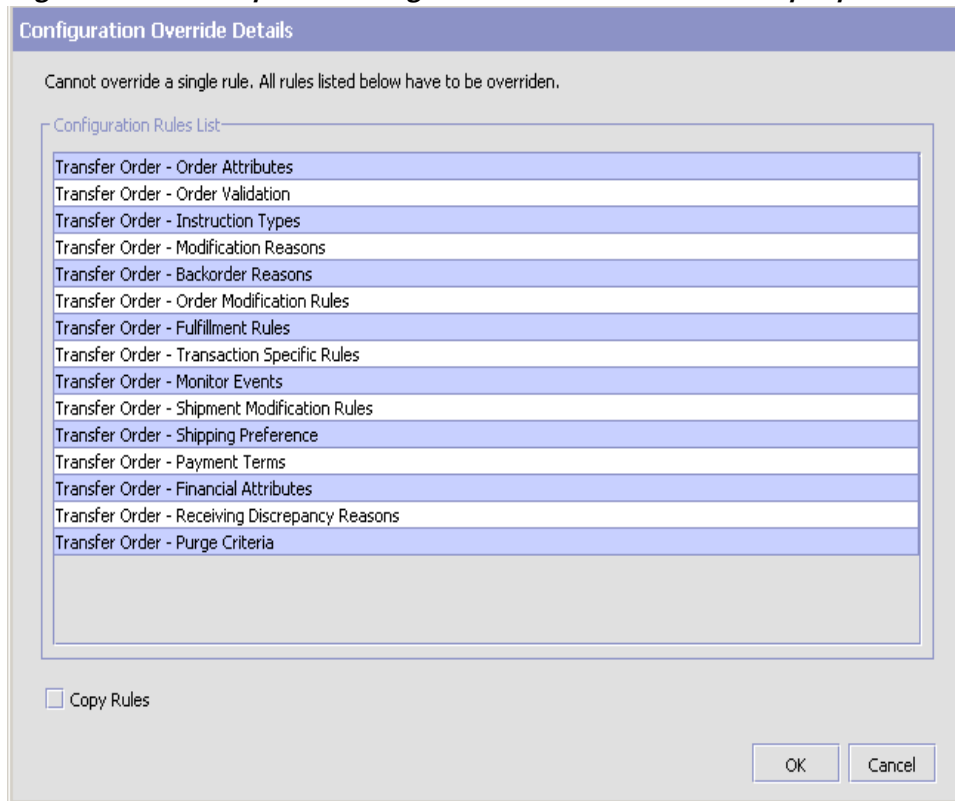 Configuration Override Details
Cannot override a single rule. All rules listed below have to be overriden.
Configuration Rules List
Transfer Order - Order Attributes
Transfer Order - Order Validation
Transfer Order - Instruction Types
Transfer Order - Modification Reasons
Transfer Order - Backorder Reasons
Transfer Order - Order Modification Rules
Transfer Order - Fulfillment Rules
Transfer Order - Transaction Specific Rules
Transfer Order - Monitor Events
Transfer Order - Shipment Modification Rules
Transfer Order - Shipping Preference
Transfer Order - Payment Terms
Transfer Order - Financial Attributes
Transfer Order - Receiving Discrepancy Reasons
Transfer Order - Purge Criteria
Copy Rules
OK Cancel